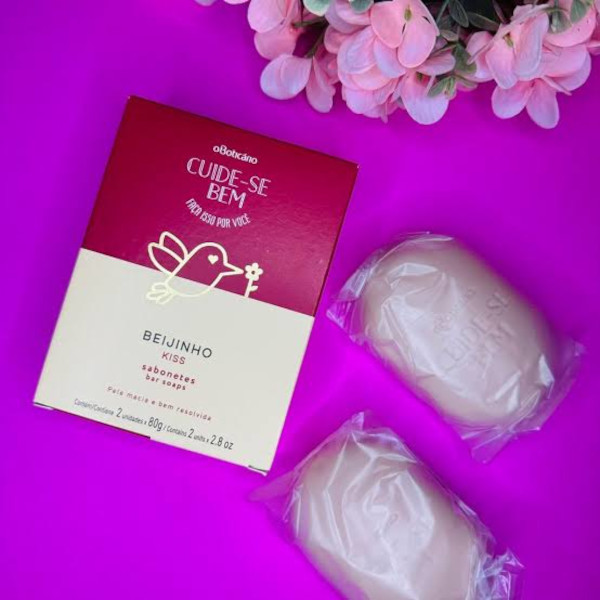 oBoticário
CUIDE-SE
BEM
FAÇA ISSO POR VOCÊ
BEIJINHO
KISS
sabonetes
bar soaps
Pele macia e bem resolvida
Contém/Contiene 2 unidades x 80g / Contains 2 units x 2.8 oz
CUIDE-SE
BEM